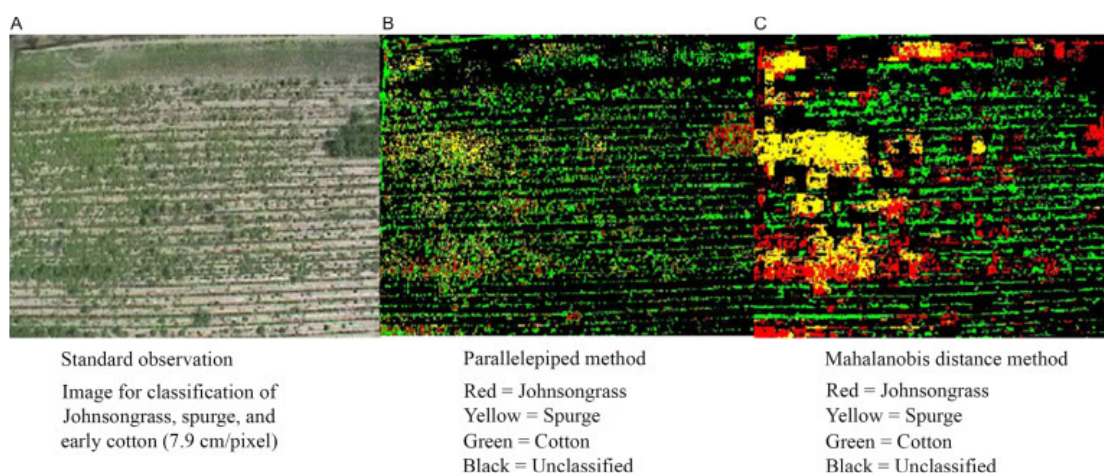 A
B
C
Standard observation
Image for classification of
Johnsongrass, spurge, and
early cotton (7.9 cm/pixel)
Parallelepiped method
Red = Johnsongrass
Yellow = Spurge
Green = Cotton
Black = Unclassified
Mahalanobis distance method
Red = Johnsongrass
Yellow = Spurge
Green = Cotton
Black = Unclassified